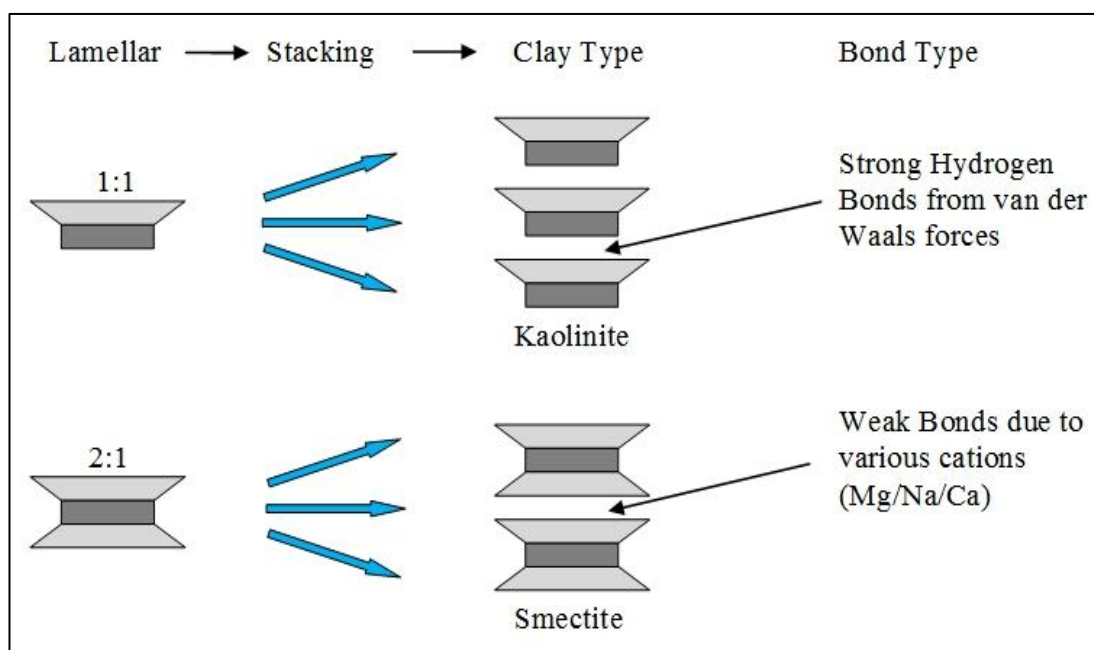 Lamellar → Stacking → Clay Type Bond Type
1:1
Strong Hydrogen
Bonds from van der
Waals forces
Kaolinite
2:1
Weak Bonds due to
various cations
(Mg/Na/Ca)
Smectite